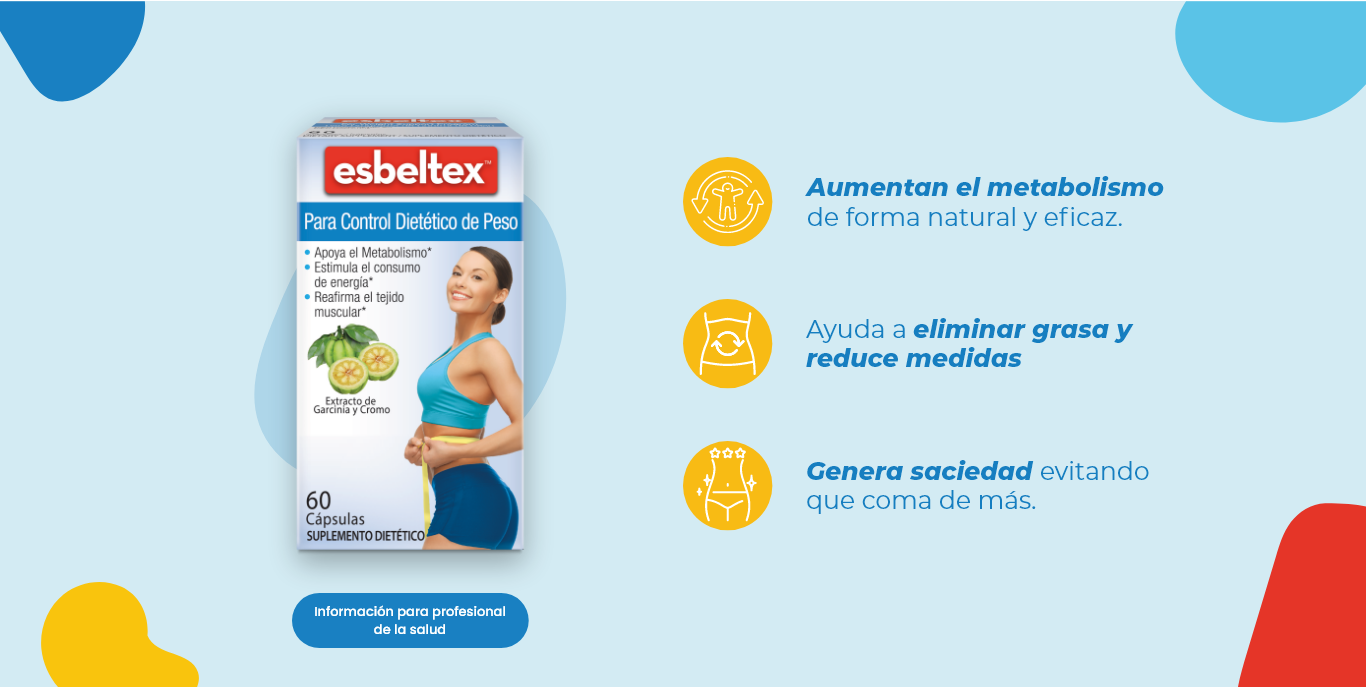 esbeltex™
Para Control Dietético de Peso
• Apoya el Metabolismo*
• Estimula el consumo
de energía*
• Reafirma el tejido
muscular*
Extracto de
Garcinia y Cromo
60
Cápsulas
SUPLEMENTO DIETÉTICO
Información para profesional
de la salud
Aumentan el metabolismo
de forma natural y eficaz.
Ayuda a eliminar grasa y
reduce medidas
Genera saciedad evitando
que coma de más.